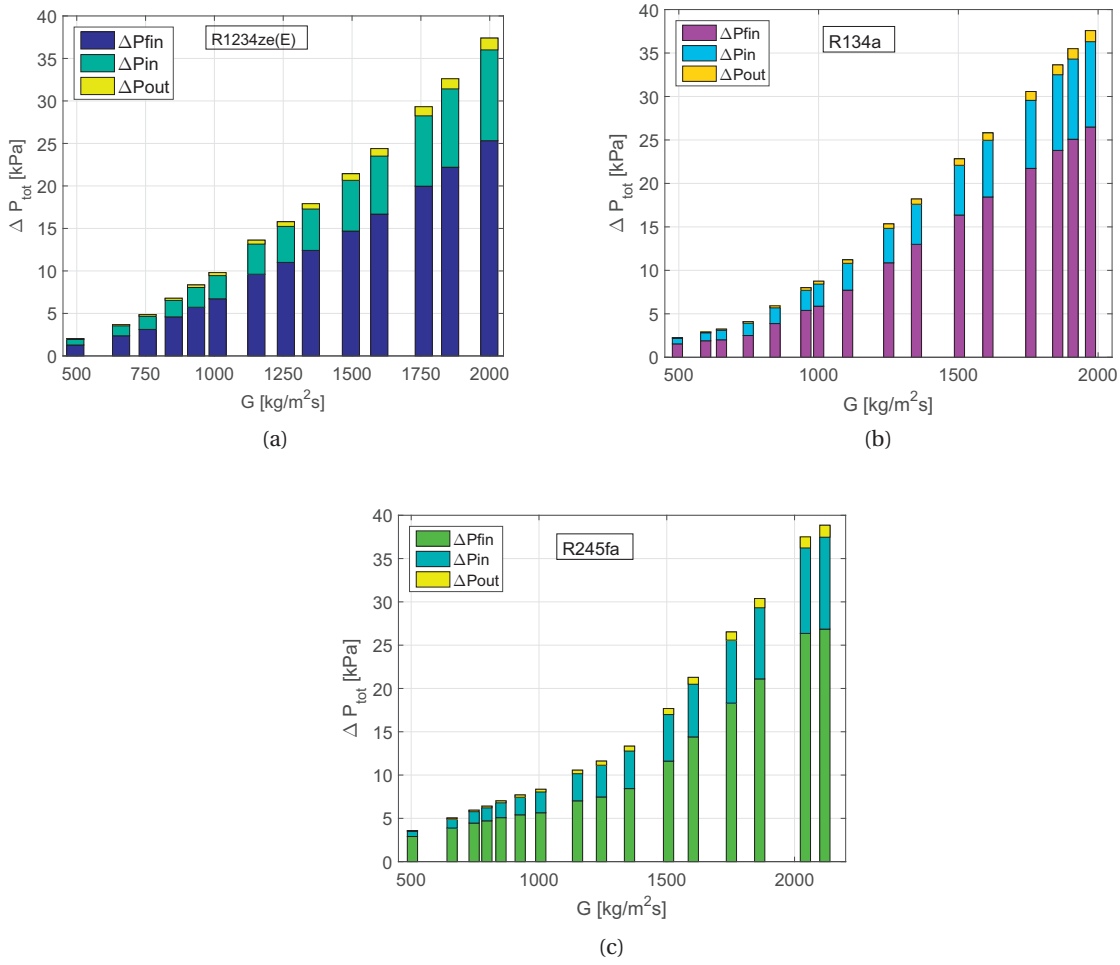 40
35
30
25
20
15
10
5
0
Δ P_tot [kPa]
ΔPfin
ΔPin
ΔPout
R1234ze(E)
500 750 1000 1250 1500 1750 2000
G [kg/m²s]
(a)
40
35
30
25
20
15
10
5
0
Δ P_tot [kPa]
ΔPfin
ΔPin
ΔPout
R134a
500 1000 1500 2000
G [kg/m²s]
(b)
40
35
30
25
20
15
10
5
0
Δ P_tot [kPa]
ΔPfin
ΔPin
ΔPout
R245fa
500 1000 1500 2000
G [kg/m²s]
(c)